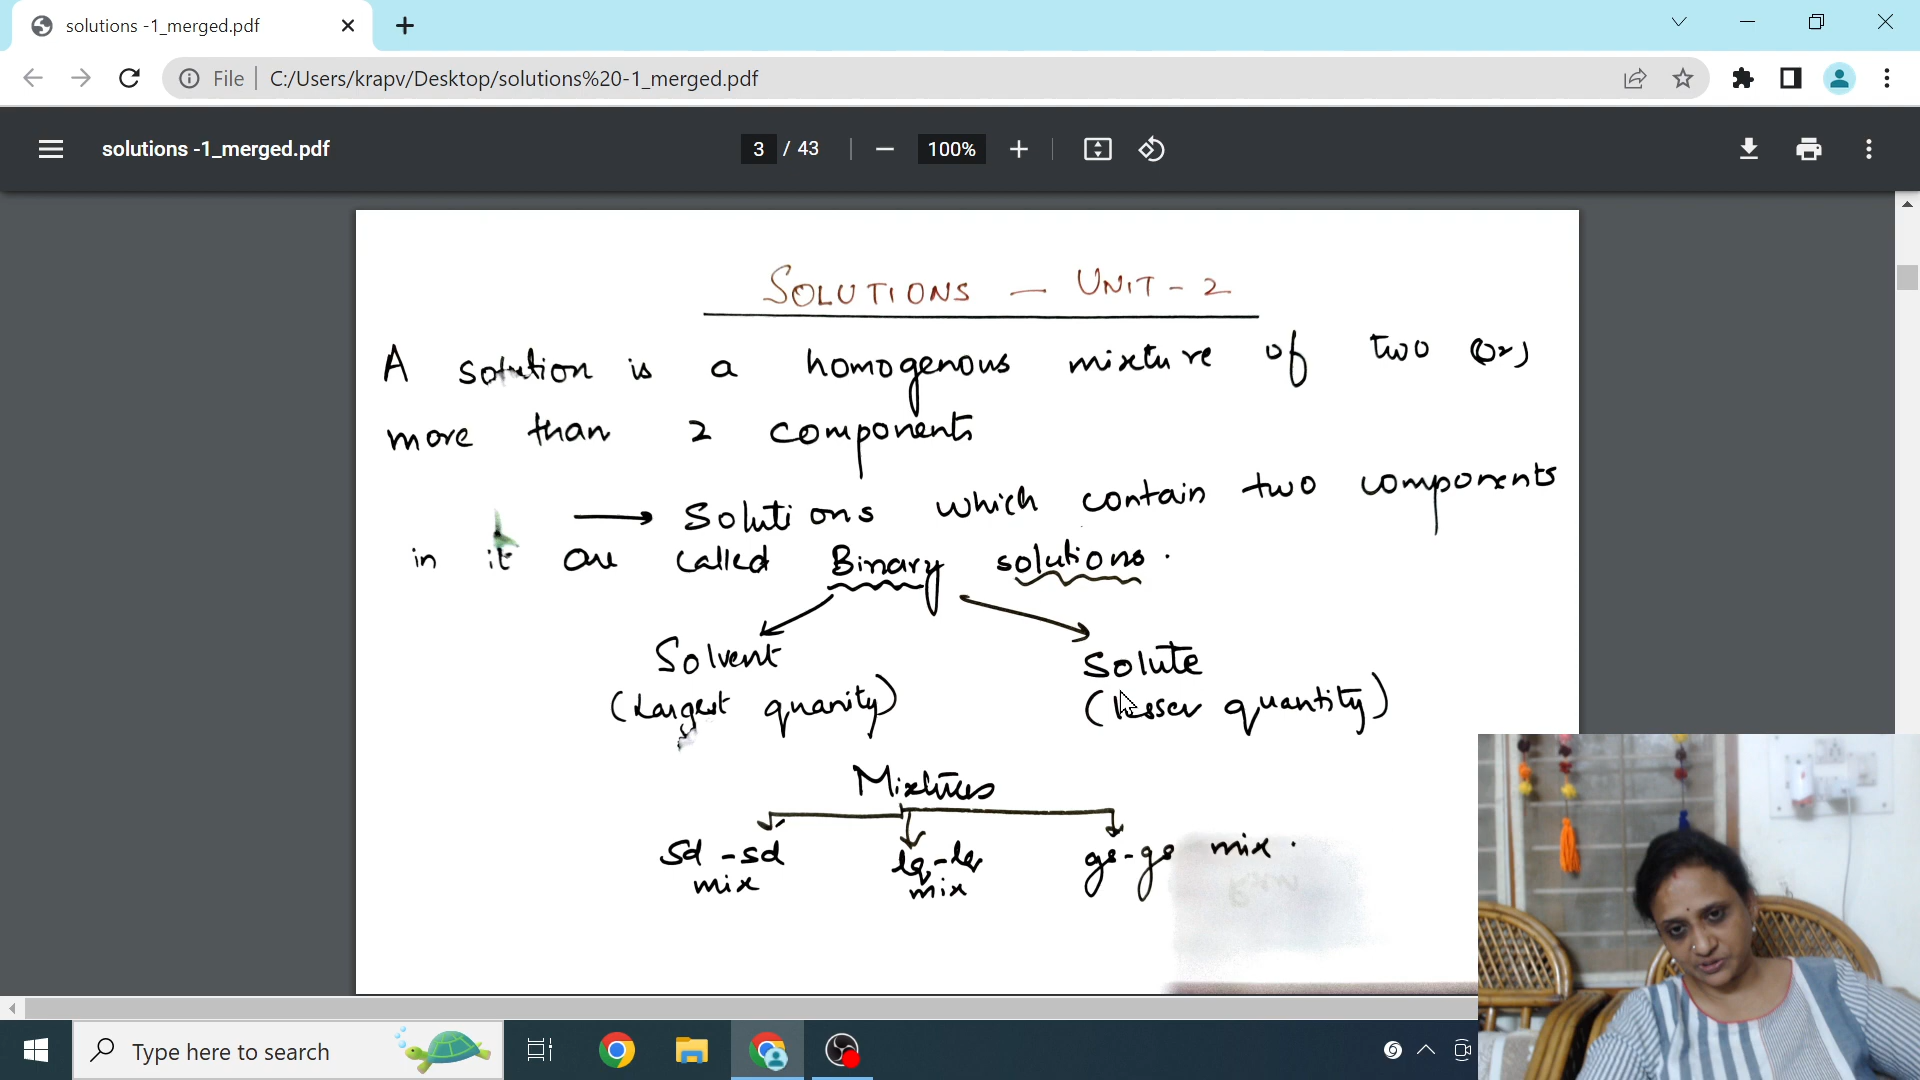 solutions -1_merged.pdf
File C:/Users/krapv/Desktop/solutions%20-1_merged.pdf
solutions -1_merged.pdf 3 / 43 100%
SOLUTIONS — UNIT - 2
A solution is a homogenous mixture of two (or)
more than 2 components
→ Solutions which contain two components
in it are called Binary solutions.
Solvent Solute
(Largest quanity) (lesser quantity)
Mixtures
Sd - sd lq - lq gs - gs mix.
mix mix
Type here to search